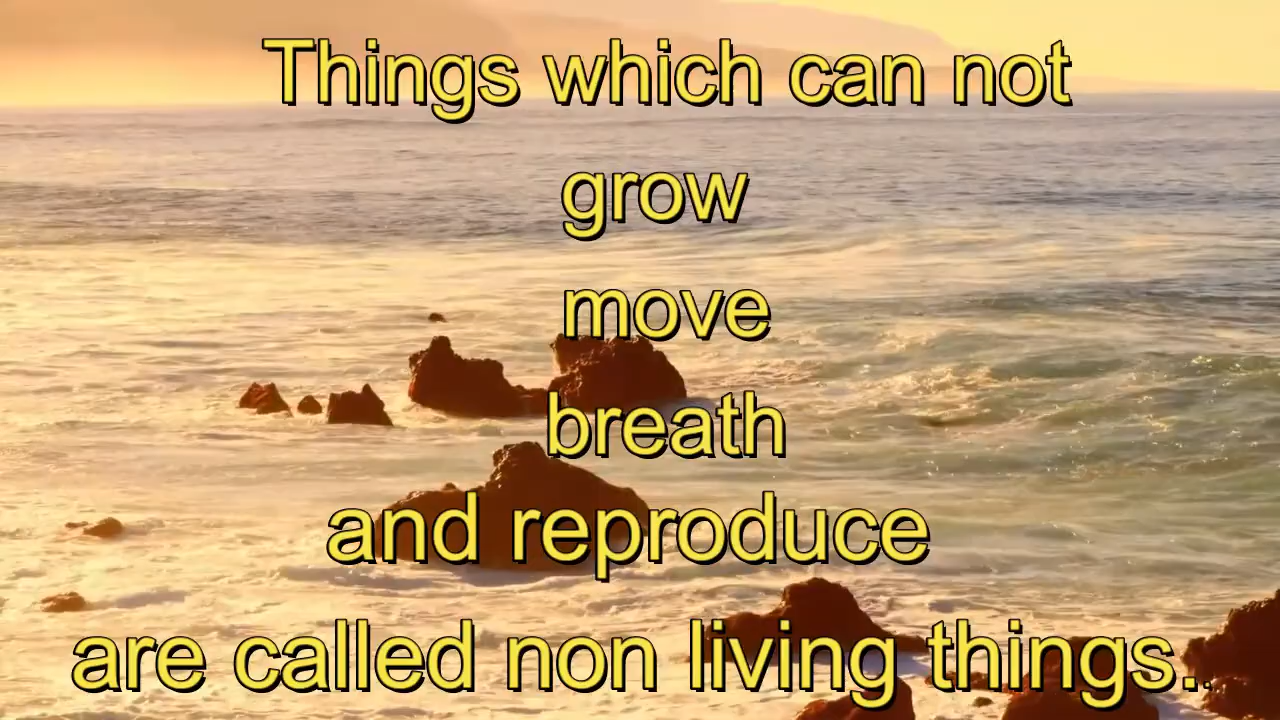 Things which can not
grow
move
breath
and reproduce
are called non living things..